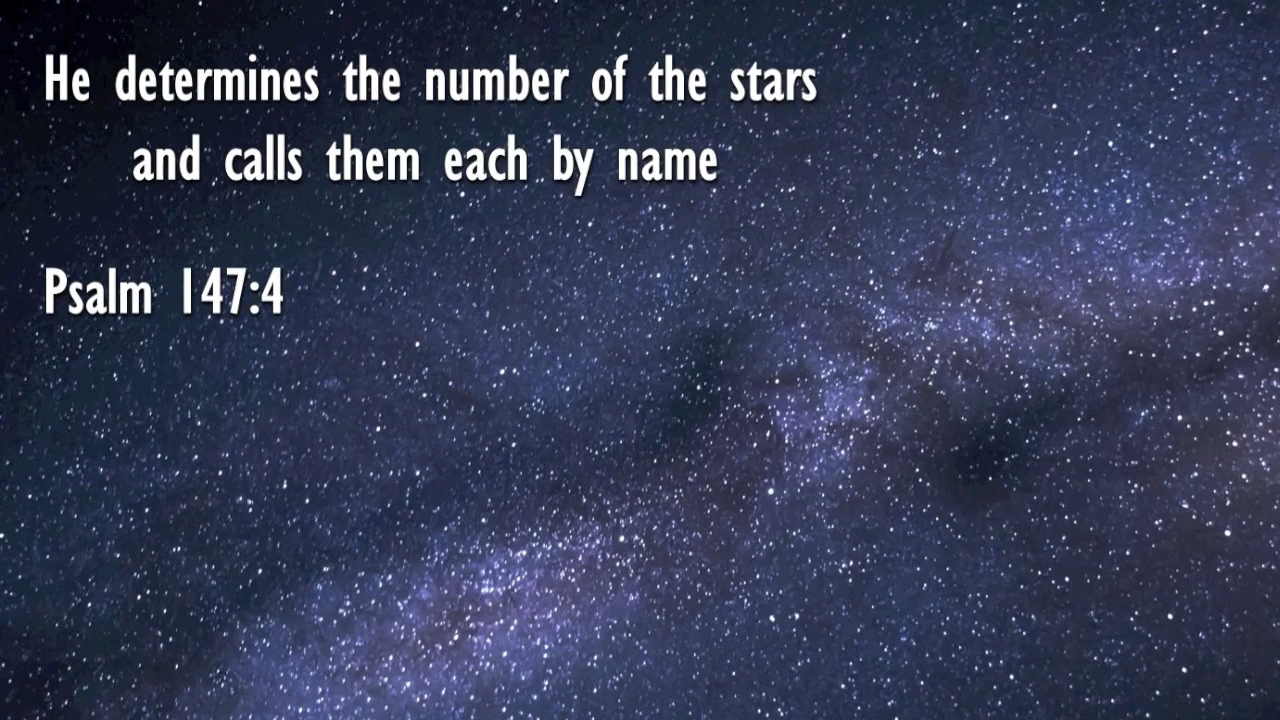 He determines the number of the stars
and calls them each by name
Psalm 147:4